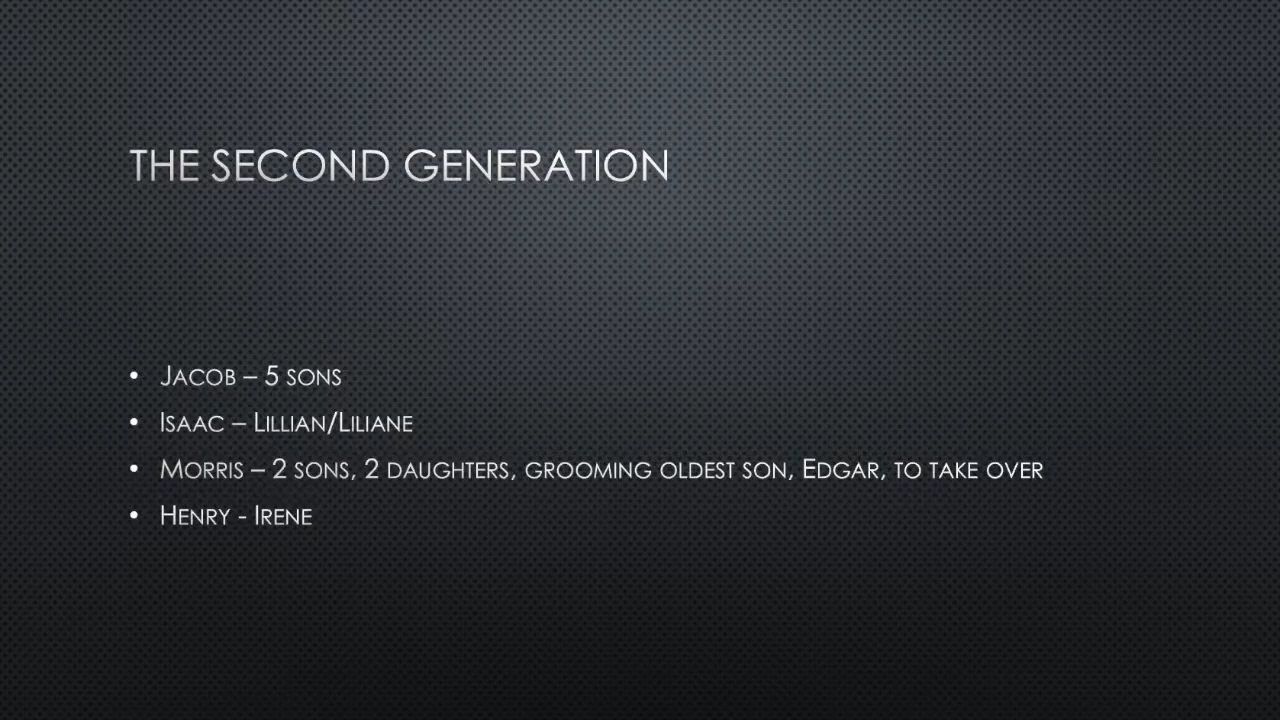 THE SECOND GENERATION
• JACOB – 5 SONS
• ISAAC – LILLIAN/LILIANE
• MORRIS – 2 SONS, 2 DAUGHTERS, GROOMING OLDEST SON, EDGAR, TO TAKE OVER
• HENRY - IRENE